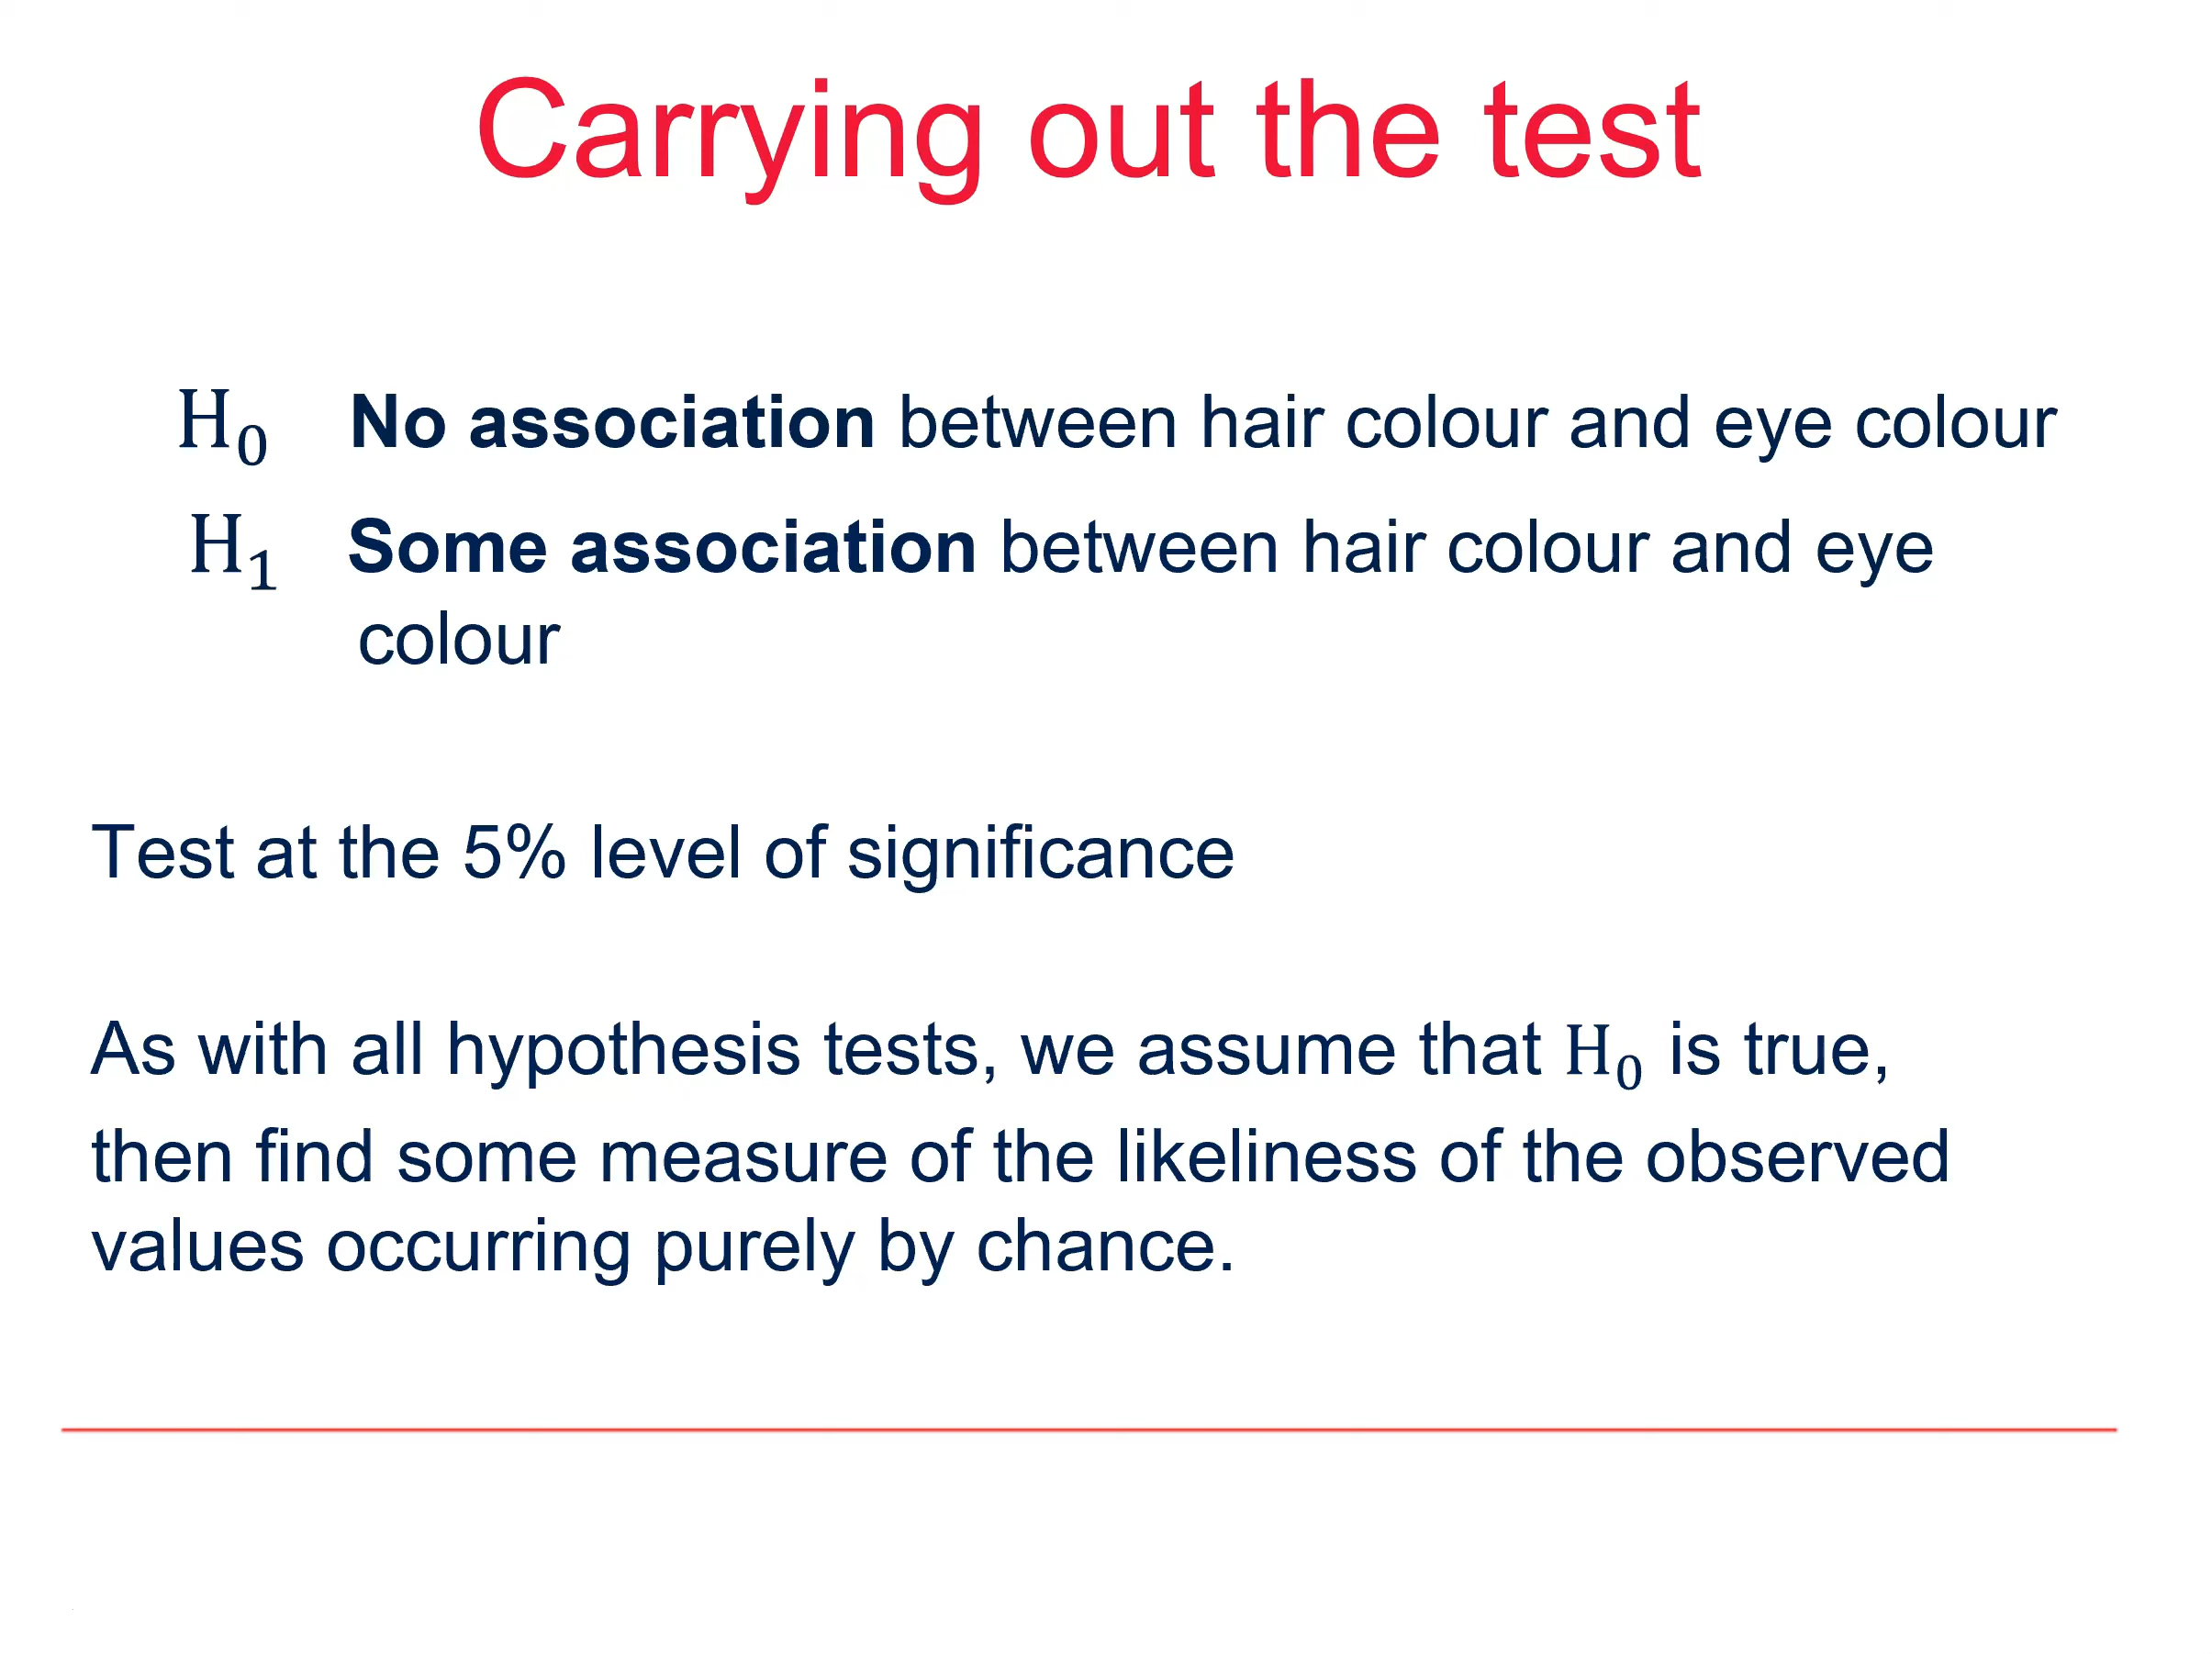 Carrying out the test
H₀ No association between hair colour and eye colour
H₁ Some association between hair colour and eye
colour
Test at the 5% level of significance
As with all hypothesis tests, we assume that H₀ is true,
then find some measure of the likeliness of the observed
values occurring purely by chance.